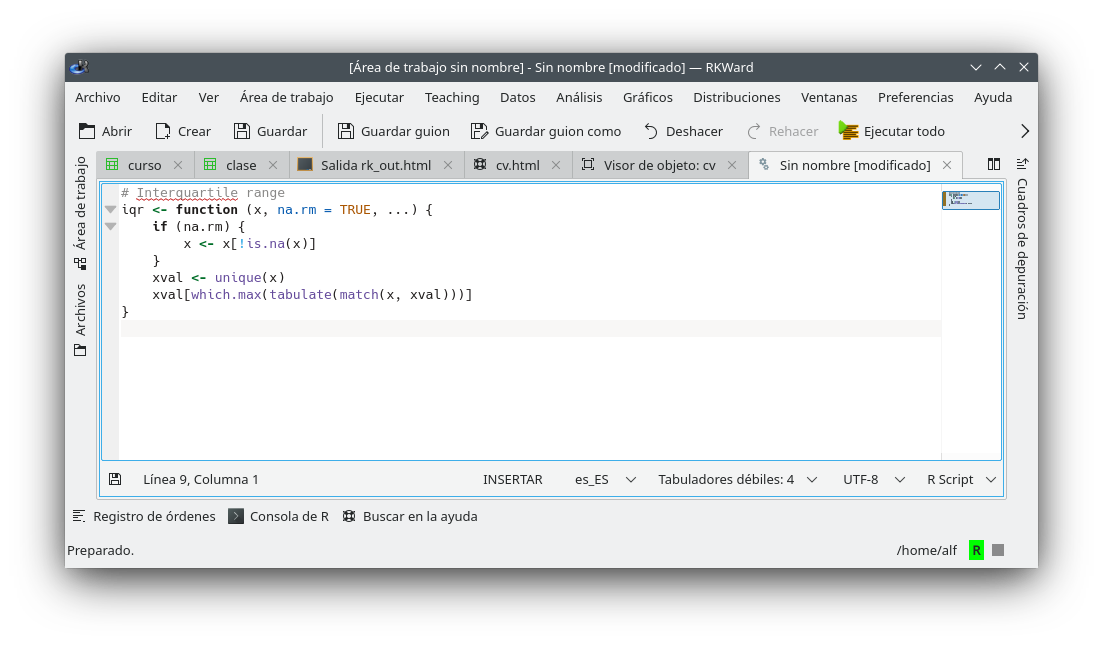 [Área de trabajo sin nombre] - Sin nombre [modificado] — RKWard
Archivo Editar Ver Área de trabajo Ejecutar Teaching Datos Análisis Gráficos Distribuciones Ventanas Preferencias Ayuda
Abrir Crear Guardar Guardar guion Guardar guion como Deshacer Rehacer Ejecutar todo
curso clase Salida rk_out.html cv.html Visor de objeto: cv Sin nombre [modificado]
Área de trabajo
Archivos
# Interquartile range
iqr <- function (x, na.rm = TRUE, ...) {
    if (na.rm) {
        x <- x[!is.na(x)]
    }
    xval <- unique(x)
    xval[which.max(tabulate(match(x, xval)))]
}
Cuadros de depuración
Línea 9, Columna 1 INSERTAR es_ES Tabuladores débiles: 4 UTF-8 R Script
Registro de órdenes Consola de R Buscar en la ayuda
Preparado. /home/alf R